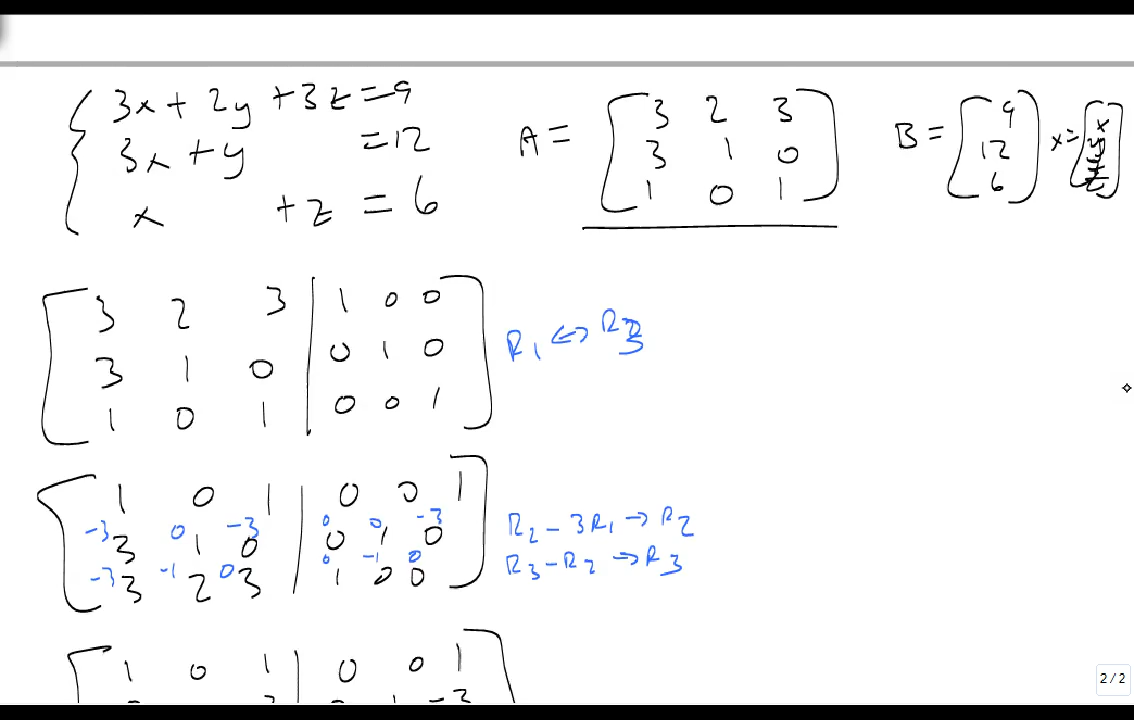 3x + 2y + 3z = 9
3x + y = 12
x + z = 6
A = [3 2 3
3 1 0
1 0 1]
B = [9
12
6]
x = [x
y
z]
[3 2 3 | 1 0 0
3 1 0 | 0 1 0
1 0 1 | 0 0 1]
R1 ↔ R3
[1 0 1 | 0 0 1
-3 0 -3 0 0 -3
3 1 0 | 0 1 0
-3 -1 0 0 -1 0
3 2 3 | 1 0 0]
R2 - 3R1 → R2
R3 - R2 → R3
[1 0 1 | 0 0 1
2/2